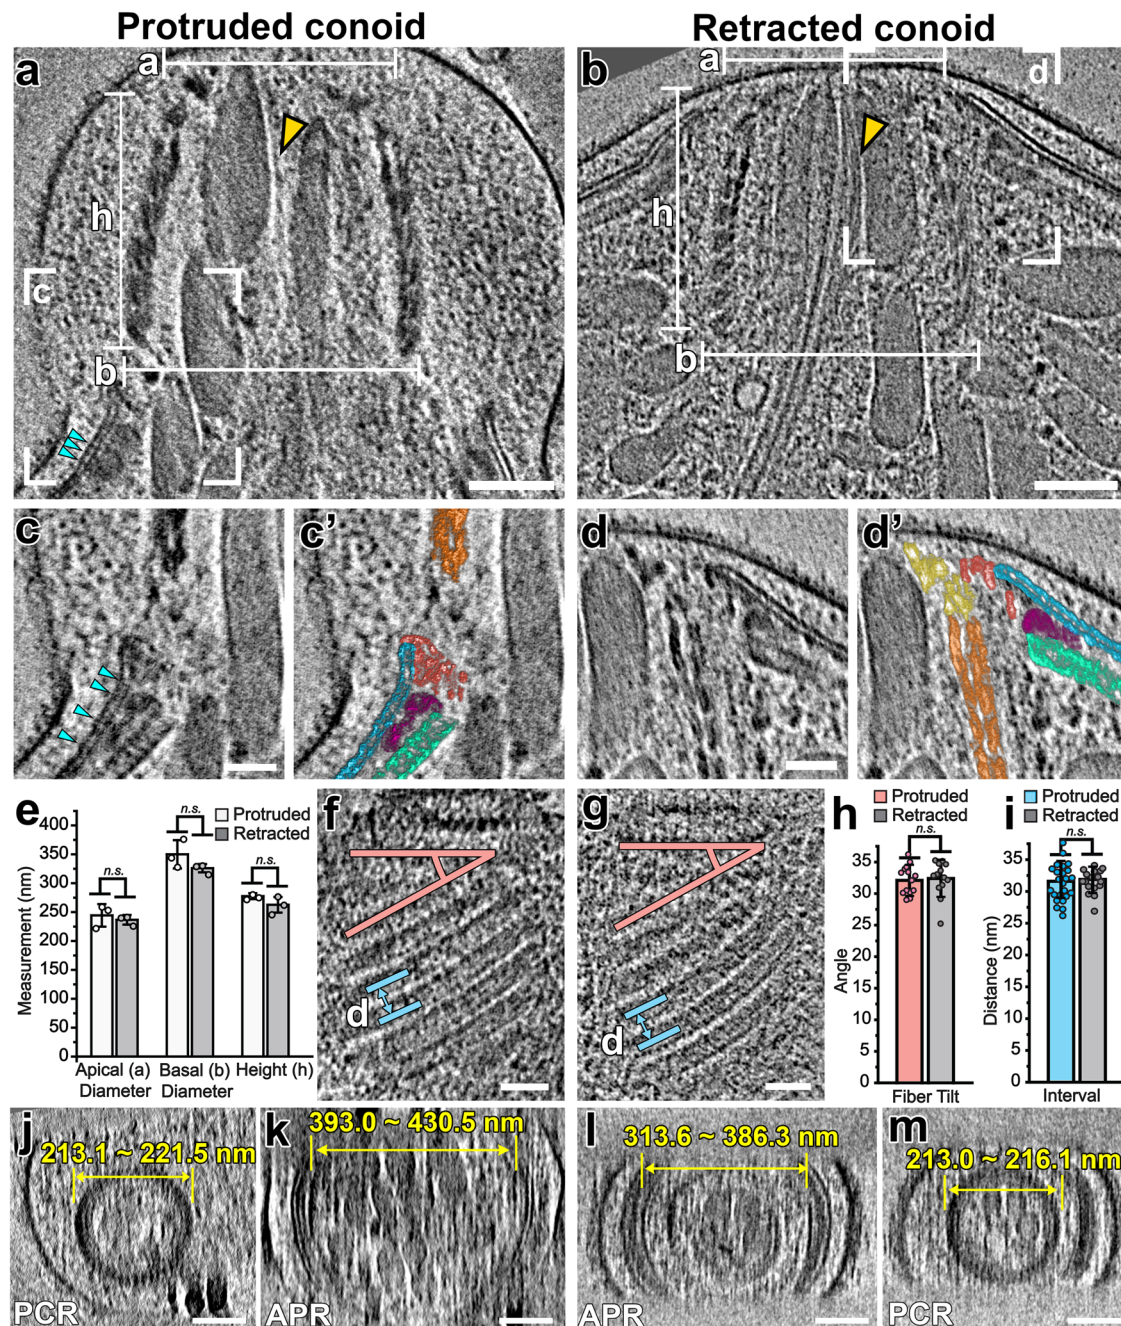 Protruded conoid
Retracted conoid
a
a
h
c
b
b
a
d
h
b
c
c'
d
d'
e
Protruded
Retracted
n.s.
n.s.
n.s.
Measurement (nm)
400
350
300
250
200
150
100
50
0
Apical (a)
Diameter
Basal (b)
Diameter
Height (h)
f
d
g
d
h
Protruded
Retracted
n.s.
Angle
35
30
25
20
15
10
5
0
Fiber Tilt
i
Protruded
Retracted
n.s.
Distance (nm)
35
30
25
20
15
10
5
0
Interval
j
213.1 ~ 221.5 nm
PCR
k
393.0 ~ 430.5 nm
APR
l
313.6 ~ 386.3 nm
APR
m
213.0 ~ 216.1 nm
PCR